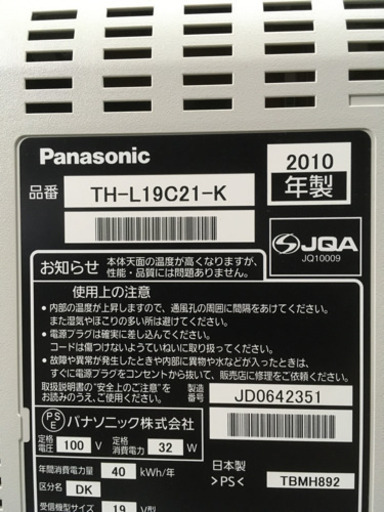 Panasonic
2010
年製
品番 TH-L19C21-K
JQA
JQ10009
お知らせ 本体天面の温度が高くなりますが、
性能・品質には問題ありません。
使用上の注意
・内部の温度が上昇しますので、通風孔の周囲に間隔をあけてください。
また湿気やほこりの多い所は避けてください。
・電源プラグは確実に差し込んでください。
コードは傷つけないようていねいに取り扱ってください。
・故障や異常が発生したときや内部に異物や水などが入ったときは、
すぐに電源プラグをコンセントから抜いて、販売店に修理をご依頼ください。
取扱説明書の"安全上のご注意"を
お読みのうえ、ご使用ください。
製造番号 JD0642351
PSE パナソニック株式会社
定格電圧 100 V 定格消費電力 32 W
年間消費電力量 40 kWh/年
日本製
区分名 DK
>PS< TBMH892
受信機型サイズ 19 V型